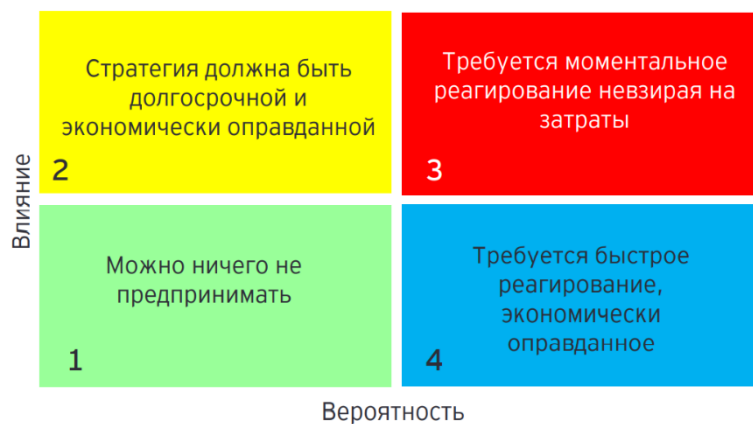 Стратегия должна быть
долгосрочной и
экономически оправданной
2
Требуется моментальное
реагирование невзирая на
затраты
3
Влияние
Можно ничего не
предпринимать
1
Требуется быстрое
реагирование,
экономически
оправданное
4
Вероятность